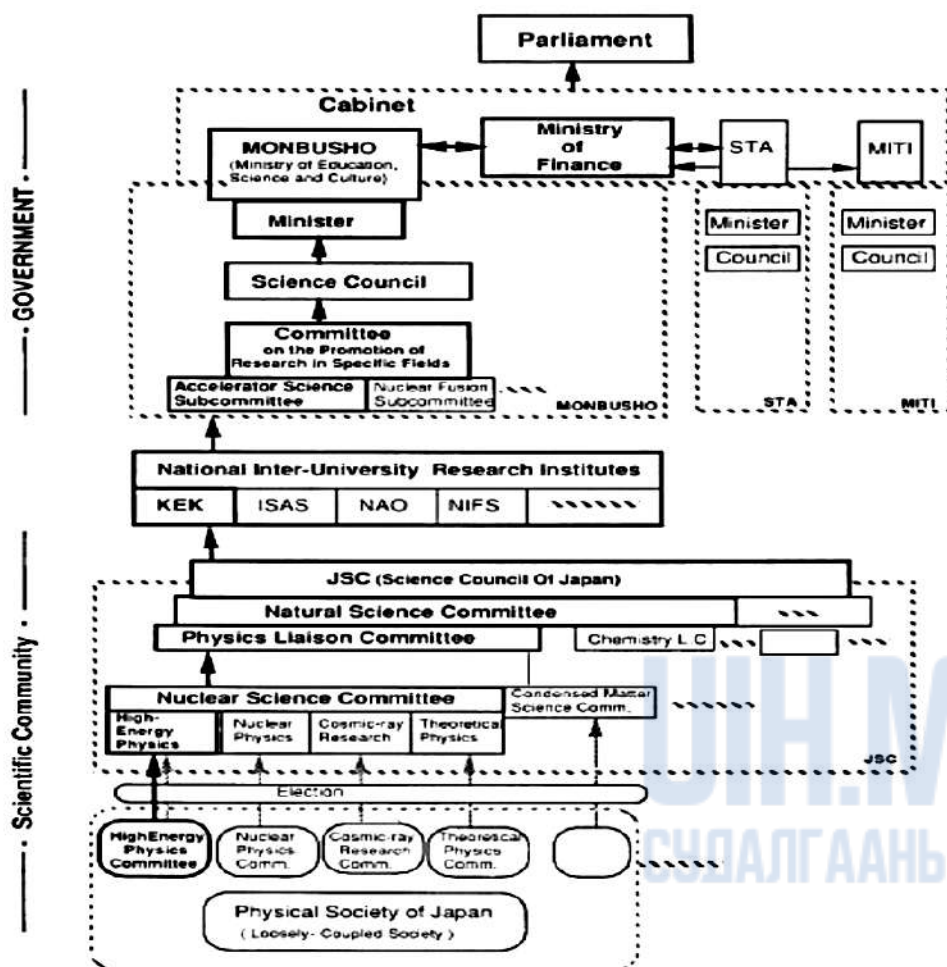 Parliament
Cabinet
MONBUSHO
(Ministry of Education,
Science and Culture)
Ministry
of
Finance
STA
MITI
Minister
Minister
Minister
Council
Council
Science Council
Committee
on the Promotion of
Research in Specific Fields
Accelerator Science
Subcommittee
Nuclear Fusion
Subcommittee
MONBUSHO
STA
MITI
GOVERNMENT
National Inter-University Research Institutes
KEK
ISAS
NAO
NIFS
JSC (Science Council Of Japan)
Natural Science Committee
Physics Liaison Committee
Chemistry L.C
Nuclear Science Committee
Condensed Matter
Science Comm.
High-
Energy
Physics
Nuclear
Physics
Cosmic-ray
Research
Theoretical
Physics
JSC
Election
High Energy
Physics
Committee
Nuclear
Physics
Comm.
Cosmic-ray
Research
Comm.
Theoretical
Physics
Comm.
Physical Society of Japan
( Loosely- Coupled Society )
Scientific Community
UIH.M
СУДАЛГААНЫ